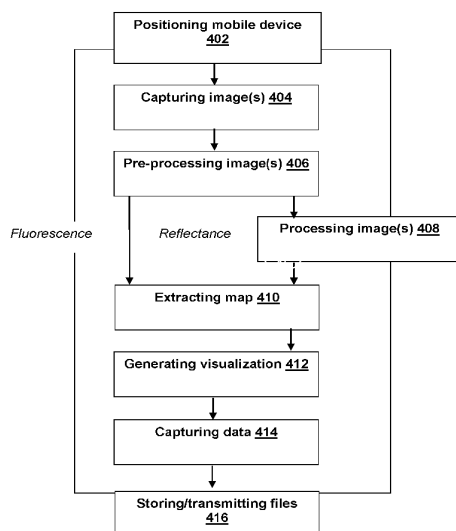 Positioning mobile device
402
Capturing image(s) 404
Pre-processing image(s) 406
Fluorescence
Reflectance
Processing image(s) 408
Extracting map 410
Generating visualization 412
Capturing data 414
Storing/transmitting files
416